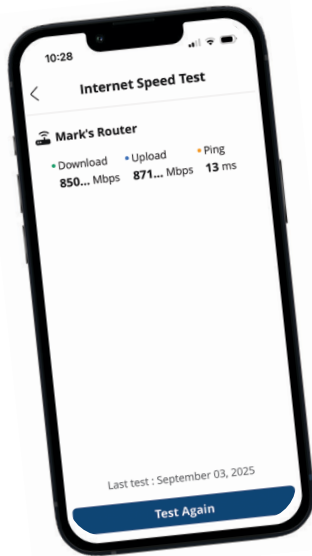 10:28
Internet Speed Test
Mark's Router
Download Upload Ping
850... Mbps 871... Mbps 13 ms
Last test : September 03, 2025
Test Again